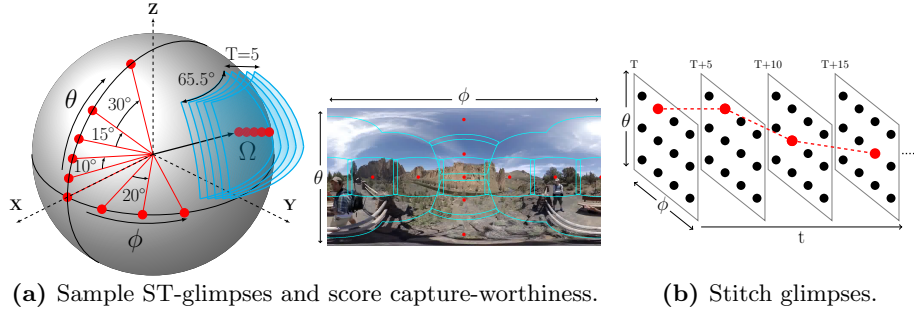 Z
T=5
65.5°
θ
30°
15°
10°
20°
Ω
X
Y
ϕ
ϕ
θ
T
T+5
T+10
T+15
θ
....
ϕ
t
(a) Sample ST-glimpses and score capture-worthiness.
(b) Stitch glimpses.